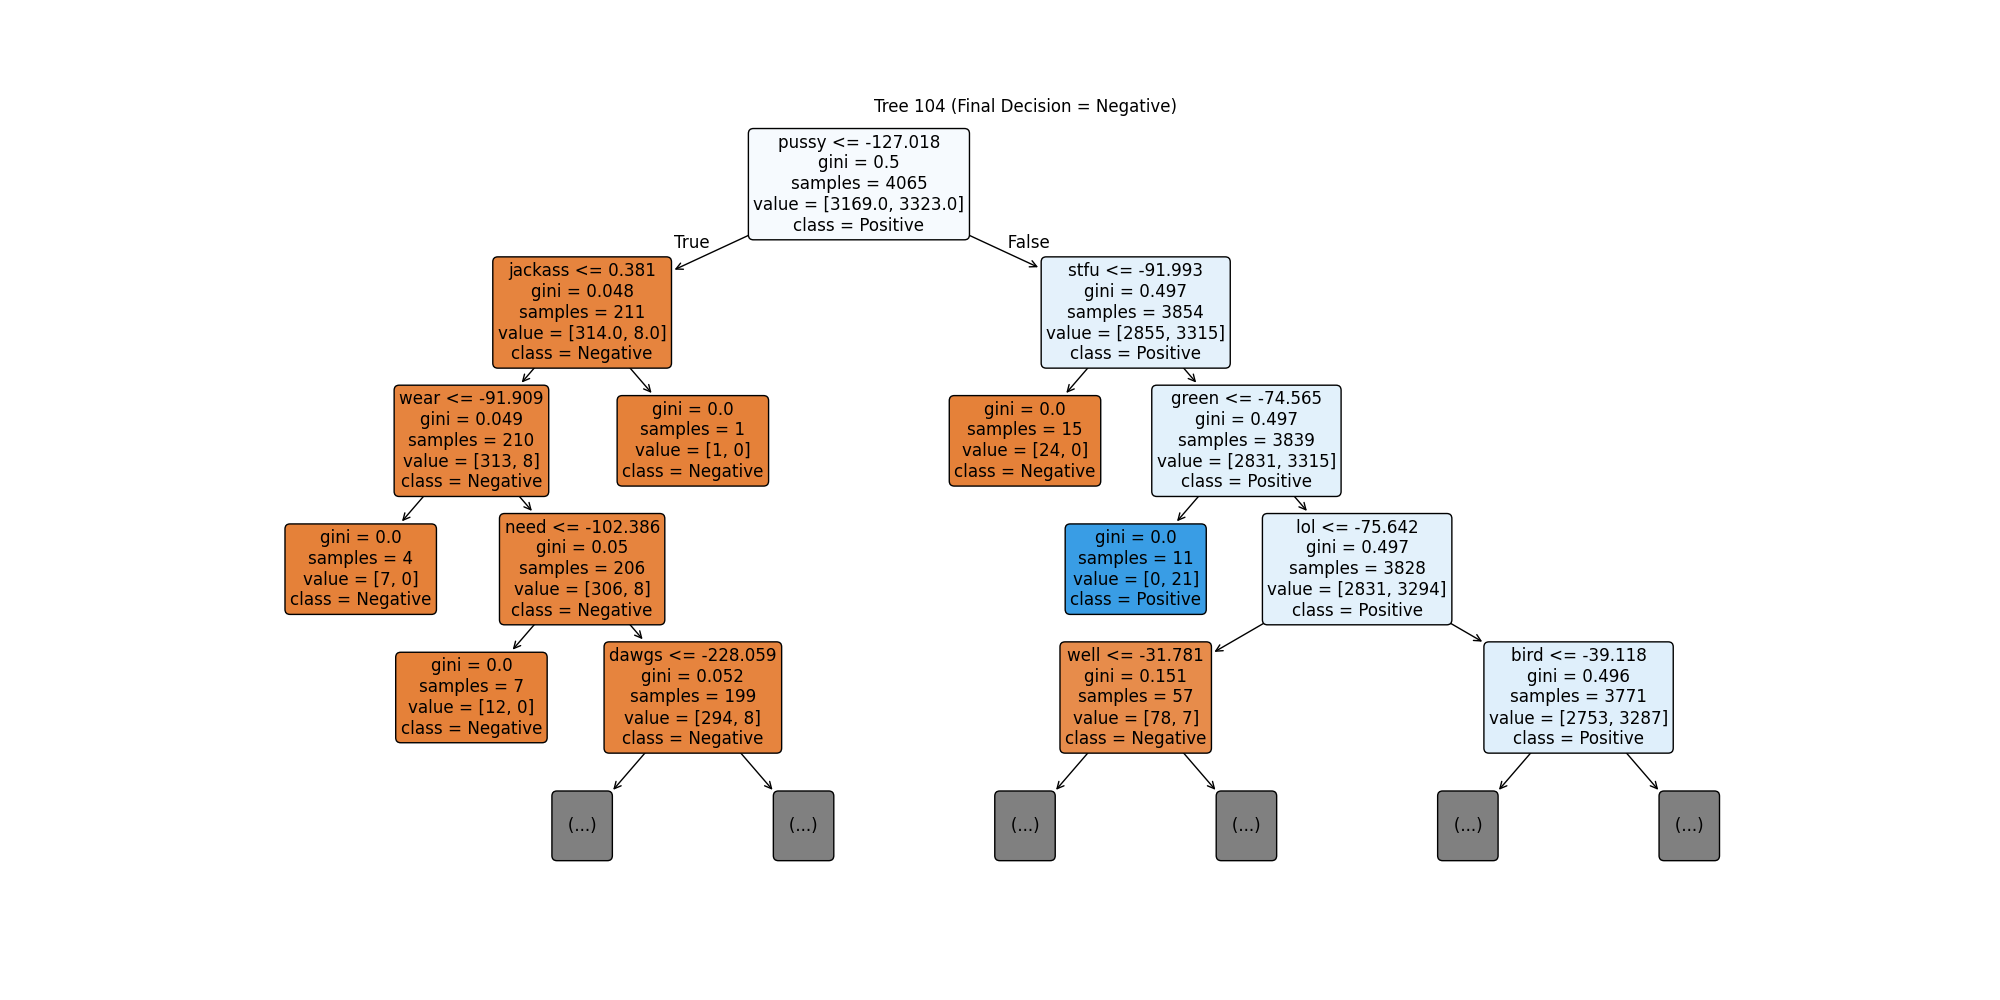 Tree 104 (Final Decision = Negative)
pussy <= -127.018
gini = 0.5
samples = 4065
value = [3169.0, 3323.0]
class = Positive
True
False
jackass <= 0.381
gini = 0.048
samples = 211
value = [314.0, 8.0]
class = Negative
stfu <= -91.993
gini = 0.497
samples = 3854
value = [2855, 3315]
class = Positive
wear <= -91.909
gini = 0.049
samples = 210
value = [313, 8]
class = Negative
gini = 0.0
samples = 1
value = [1, 0]
class = Negative
gini = 0.0
samples = 15
value = [24, 0]
class = Negative
green <= -74.565
gini = 0.497
samples = 3839
value = [2831, 3315]
class = Positive
gini = 0.0
samples = 4
value = [7, 0]
class = Negative
need <= -102.386
gini = 0.05
samples = 206
value = [306, 8]
class = Negative
gini = 0.0
samples = 11
value = [0, 21]
class = Positive
lol <= -75.642
gini = 0.497
samples = 3828
value = [2831, 3294]
class = Positive
gini = 0.0
samples = 7
value = [12, 0]
class = Negative
dawgs <= -228.059
gini = 0.052
samples = 199
value = [294, 8]
class = Negative
well <= -31.781
gini = 0.151
samples = 57
value = [78, 7]
class = Negative
bird <= -39.118
gini = 0.496
samples = 3771
value = [2753, 3287]
class = Positive
(...)
(...)
(...)
(...)
(...)
(...)